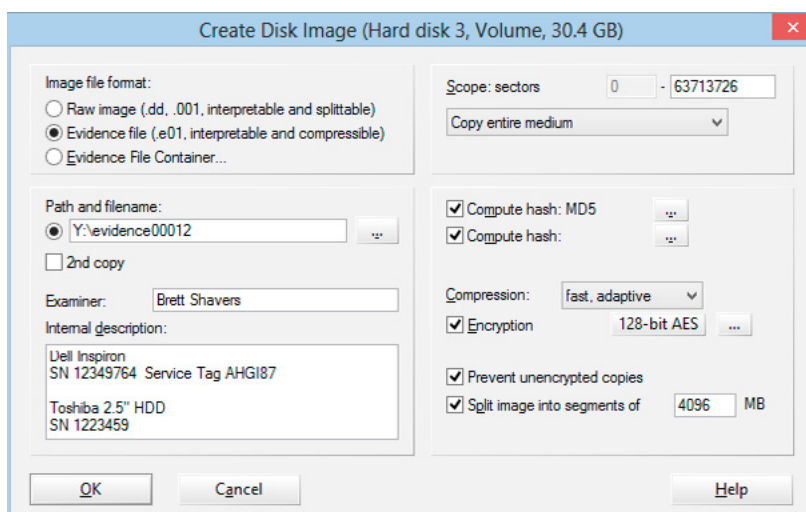 Create Disk Image (Hard disk 3, Volume, 30.4 GB)
Image file format:
Raw image (.dd, .001, interpretable and splittable)
Evidence file (.e01, interpretable and compressible)
Evidence File Container...
Scope: sectors 0 - 63713726
Copy entire medium
Path and filename:
Y:\evidence00012 ...
2nd copy
Examiner: Brett Shavers
Internal description:
Dell Inspiron
SN 12349764 Service Tag AHGI87
Toshiba 2.5" HDD
SN 1223459
Compute hash: MD5 ...
Compute hash: ...
Compression: fast, adaptive
Encryption 128-bit AES ...
Prevent unencrypted copies
Split image into segments of 4096 MB
OK
Cancel
Help